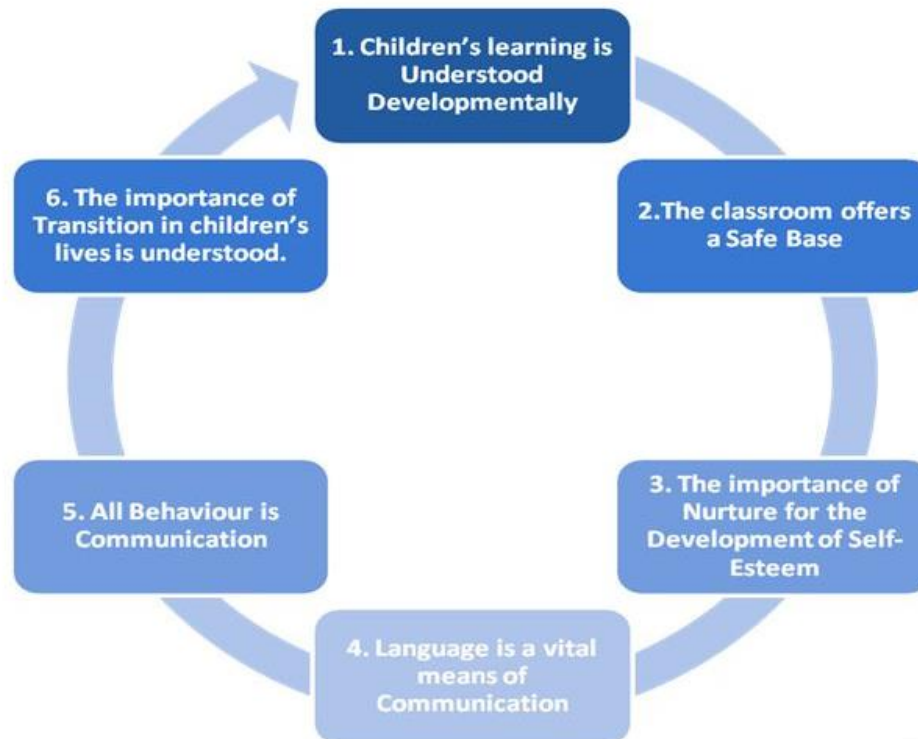 1. Children's learning is
Understood
Developmentally
2.The classroom offers
a Safe Base
3. The importance of
Nurture for the
Development of Self-
Esteem
4. Language is a vital
means of
Communication
5. All Behaviour is
Communication
6. The importance of
Transition in children's
lives is understood.